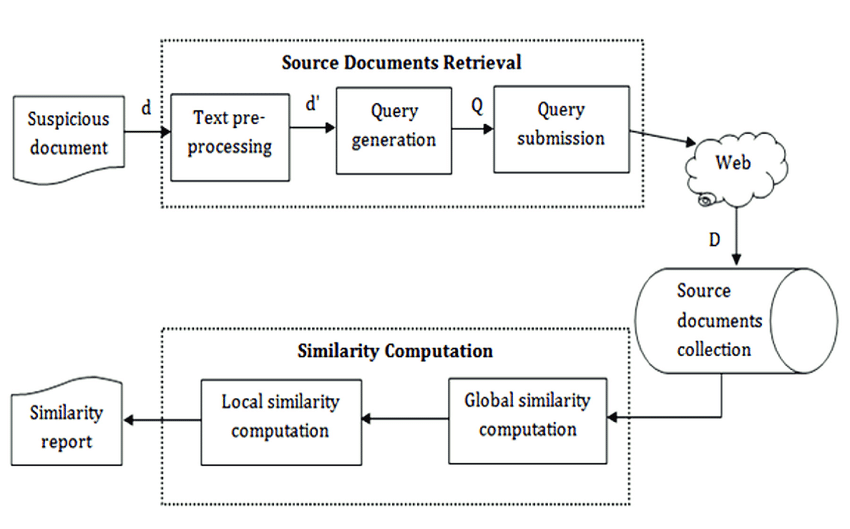 Source Documents Retrieval
Suspicious
document
d
Text pre-
processing
d'
Query
generation
Q
Query
submission
Web
D
Source
documents
collection
Similarity Computation
Global similarity
computation
Local similarity
computation
Similarity
report